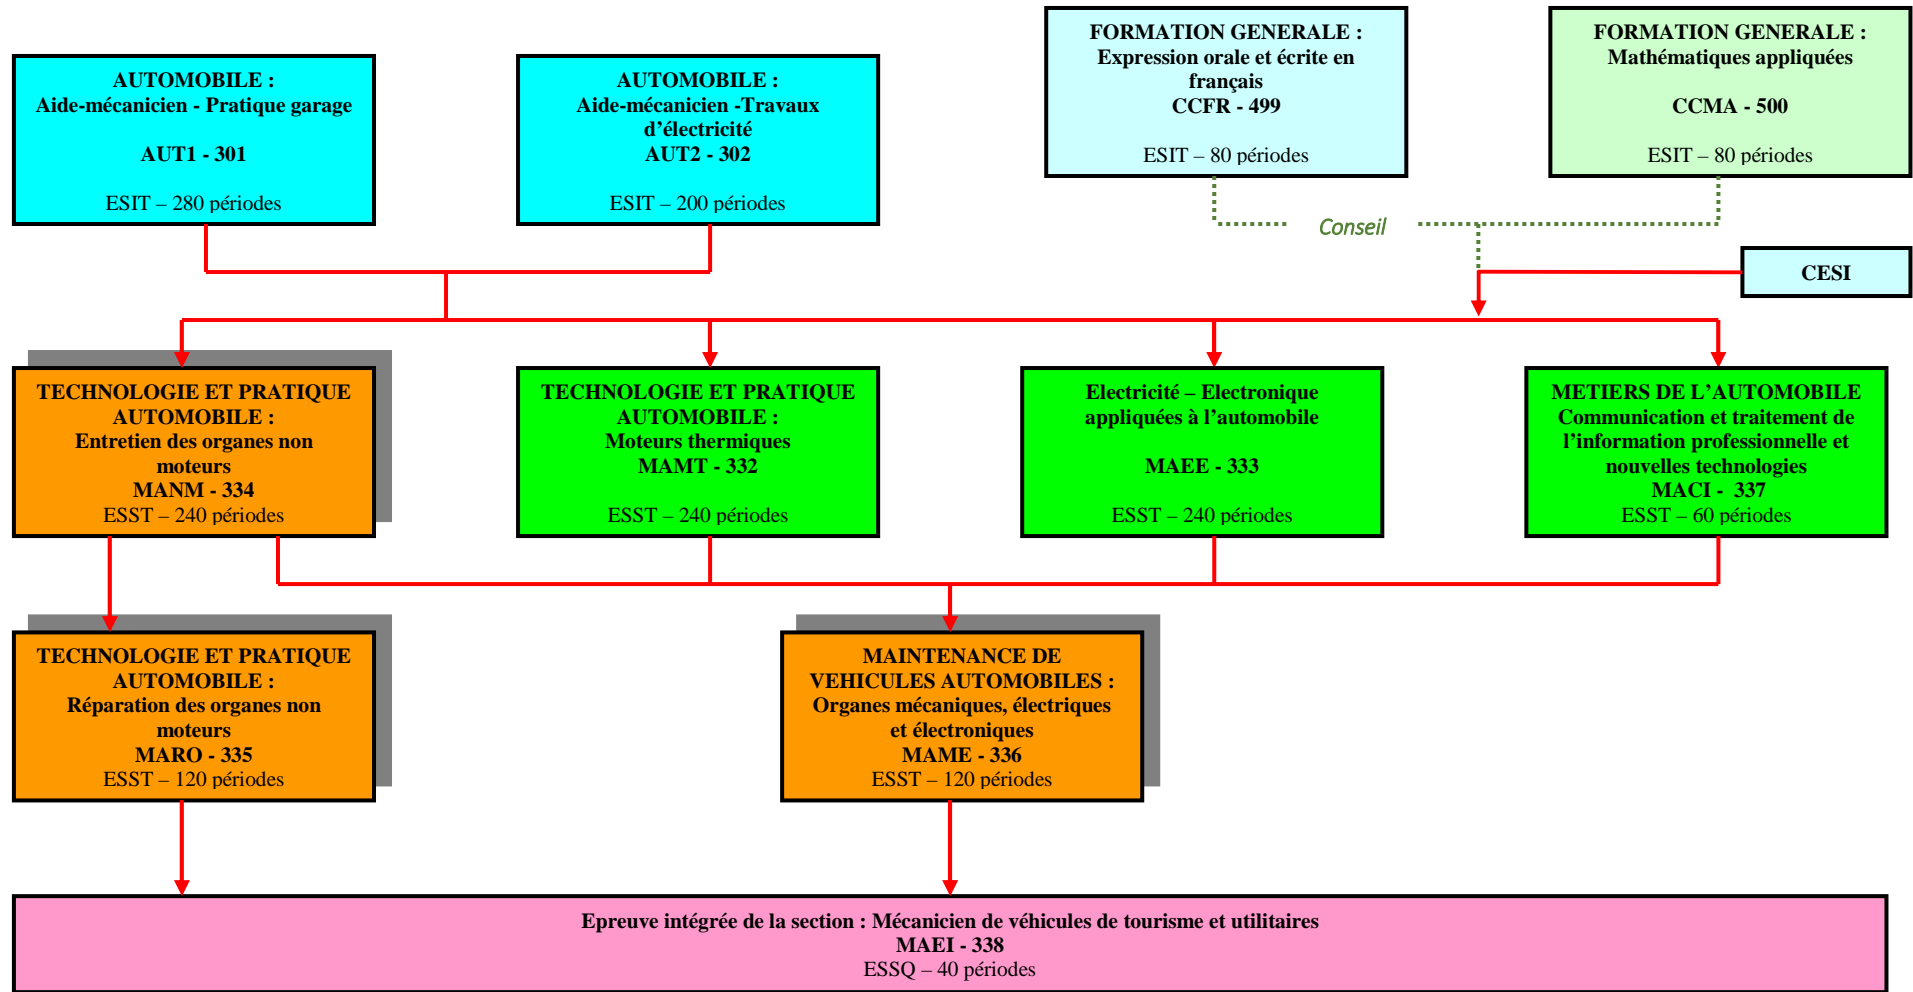 AUTOMOBILE :
Aide-mécanicien - Pratique garage
AUT1 - 301
ESIT – 280 périodes
AUTOMOBILE :
Aide-mécanicien -Travaux
d’électricité
AUT2 - 302
ESIT – 200 périodes
FORMATION GENERALE :
Expression orale et écrite en
français
CCFR - 499
ESIT – 80 périodes
FORMATION GENERALE :
Mathématiques appliquées
CCMA - 500
ESIT – 80 périodes
Conseil
CESI
TECHNOLOGIE ET PRATIQUE
AUTOMOBILE :
Entretien des organes non
moteurs
MANM - 334
ESST – 240 périodes
TECHNOLOGIE ET PRATIQUE
AUTOMOBILE :
Moteurs thermiques
MAMT - 332
ESST – 240 périodes
Electricité – Electronique
appliquées à l’automobile
MAEE - 333
ESST – 240 périodes
METIERS DE L’AUTOMOBILE
Communication et traitement de
l’information professionnelle et
nouvelles technologies
MACI - 337
ESST – 60 périodes
TECHNOLOGIE ET PRATIQUE
AUTOMOBILE :
Réparation des organes non
moteurs
MARO - 335
ESST – 120 périodes
MAINTENANCE DE
VEHICULES AUTOMOBILES :
Organes mécaniques, électriques
et électroniques
MAME - 336
ESST – 120 périodes
Epreuve intégrée de la section : Mécanicien de véhicules de tourisme et utilitaires
MAEI - 338
ESSQ – 40 périodes